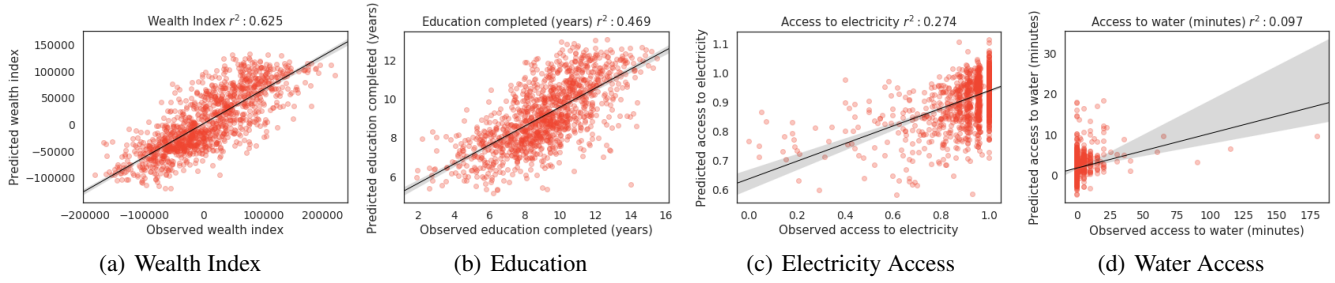 Wealth Index r² : 0.625
Predicted wealth index
150000
100000
50000
0
−50000
−100000
−200000 −100000 0 100000 200000
Observed wealth index
(a) Wealth Index
Education completed (years) r² : 0.469
Predicted education completed (years)
12
10
8
6
2 4 6 8 10 12 14 16
Observed education completed (years)
(b) Education
Access to electricity r² : 0.274
Predicted access to electricity
1.1
1.0
0.9
0.8
0.7
0.6
0.0 0.2 0.4 0.6 0.8 1.0
Observed access to electricity
(c) Electricity Access
Access to water (minutes) r² : 0.097
Predicted access to water (minutes)
30
20
10
0
0 25 50 75 100 125 150 175
Observed access to water (minutes)
(d) Water Access